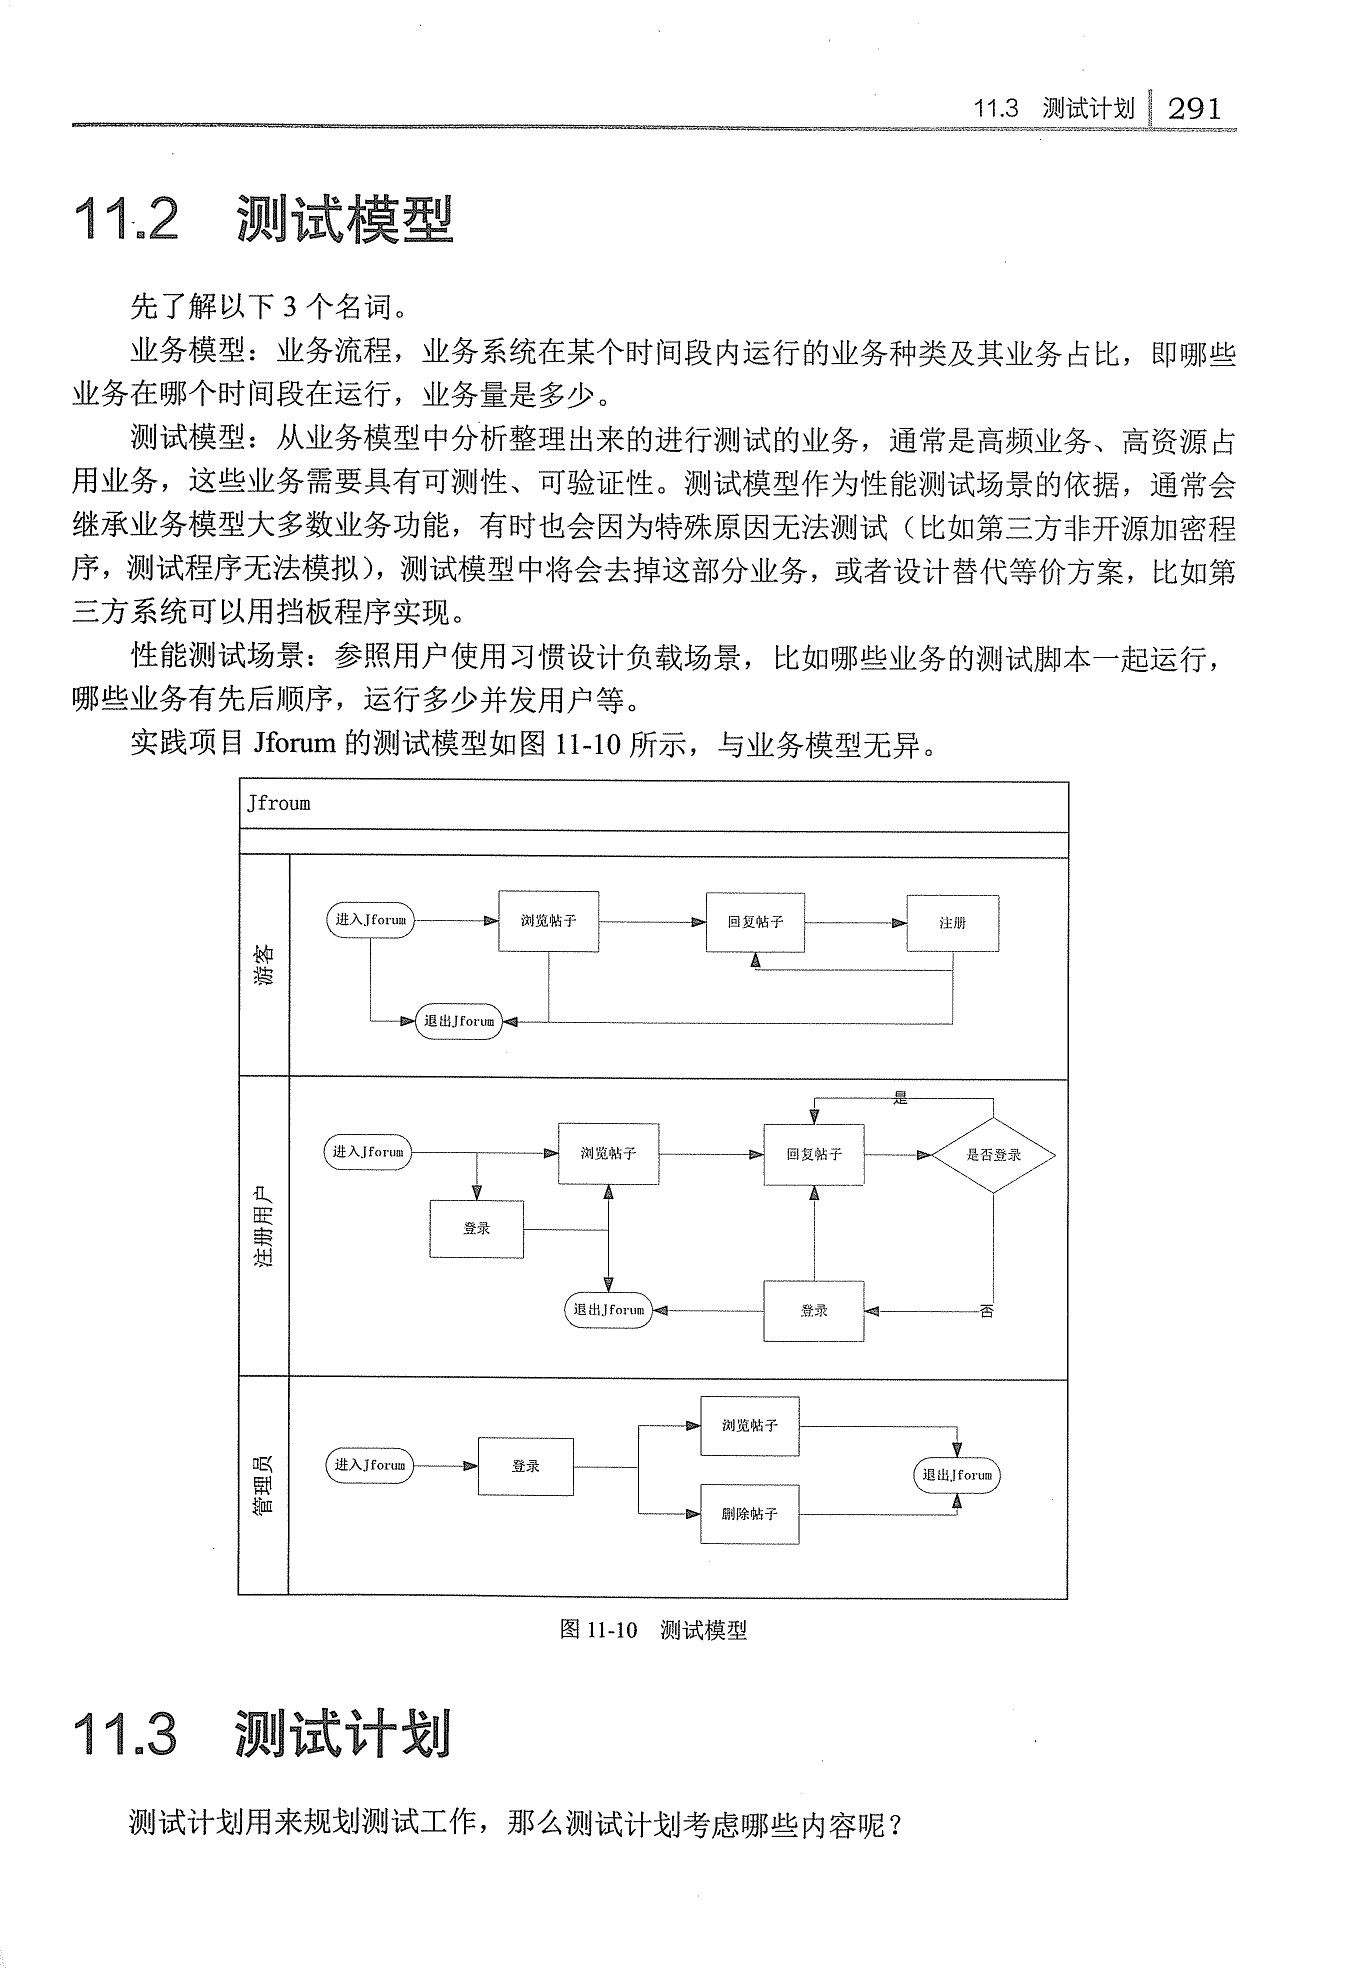 11.3 测试计划 291
11.2 测试模型
先了解以下 3 个名词。
业务模型：业务流程，业务系统在某个时间段内运行的业务种类及其业务占比，即哪些
业务在哪个时间段在运行，业务量是多少。
测试模型：从业务模型中分析整理出来的进行测试的业务，通常是高频业务、高资源占
用业务，这些业务需要具有可测性、可验证性。测试模型作为性能测试场景的依据，通常会
继承业务模型大多数业务功能，有时也会因为特殊原因无法测试（比如第三方非开源加密程
序，测试程序无法模拟），测试模型中将会去掉这部分业务，或者设计替代等价方案，比如第
三方系统可以用挡板程序实现。
性能测试场景：参照用户使用习惯设计负载场景，比如哪些业务的测试脚本一起运行，
哪些业务有先后顺序，运行多少并发用户等。
实践项目 Jforum 的测试模型如图 11-10 所示，与业务模型无异。
Jfroum
游客
进入Jforum
浏览帖子
回复帖子
注册
退出Jforum
注册用户
是
进入Jforum
浏览帖子
回复帖子
是否登录
登录
退出Jforum
登录
否
管理员
浏览帖子
进入Jforum
登录
退出Jforum
删除帖子
图 11-10 测试模型
11.3 测试计划
测试计划用来规划测试工作，那么测试计划考虑哪些内容呢？